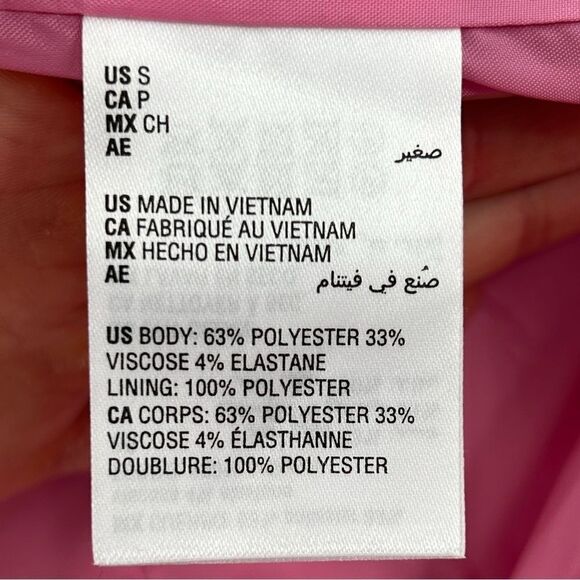 US S
CA P
MX CH
AE صغير
US MADE IN VIETNAM
CA FABRIQUÉ AU VIETNAM
MX HECHO EN VIETNAM
AE صُنع في فيتنام
US BODY: 63% POLYESTER 33%
VISCOSE 4% ELASTANE
LINING: 100% POLYESTER
CA CORPS: 63% POLYESTER 33%
VISCOSE 4% ÉLASTHANNE
DOUBLURE: 100% POLYESTER